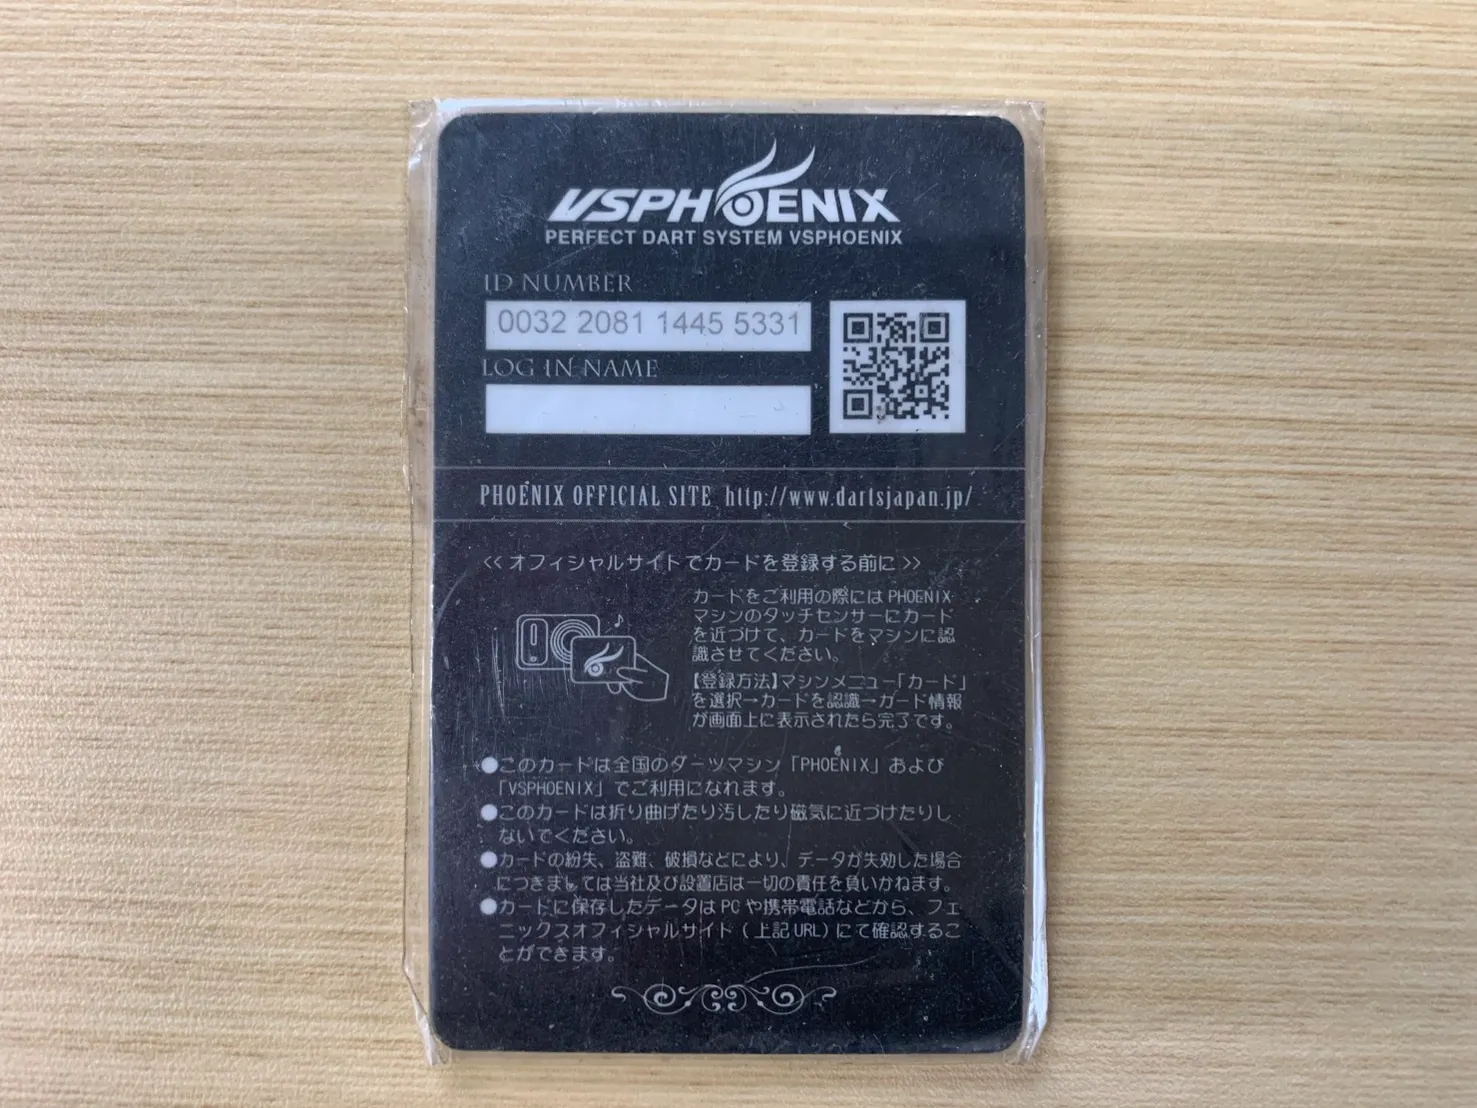 VSPHOENIX
PERFECT DART SYSTEM VSPHOENIX
ID NUMBER
0032 2081 1445 5331
LOG IN NAME
PHOENIX OFFICIAL SITE http://www.dartsjapan.jp/
<<オフィシャルサイトでカードを登録する前に>>
カードをご利用の際にはPHOENIX
マシンのタッチセンサーにカード
を近づけて、カードをマシンに認
識させてください。
【登録方法】マシンメニュー「カード」
を選択→カードを認識→カード情報
が画面上に表示されたら完了です。
●このカードは全国のダーツマシン「PHOENIX」および
「VSPHOENIX」でご利用になれます。
●このカードは折り曲げたり汚したり磁気に近づけたりし
ないでください。
●カードの紛失、盗難、破損などにより、データが失効した場合
につきましては当社及び設置店は一切の責任を負いかねます。
●カードに保存したデータはPCや携帯電話などから、フェ
ニックスオフィシャルサイト(上記URL)にて確認するこ
とができます。